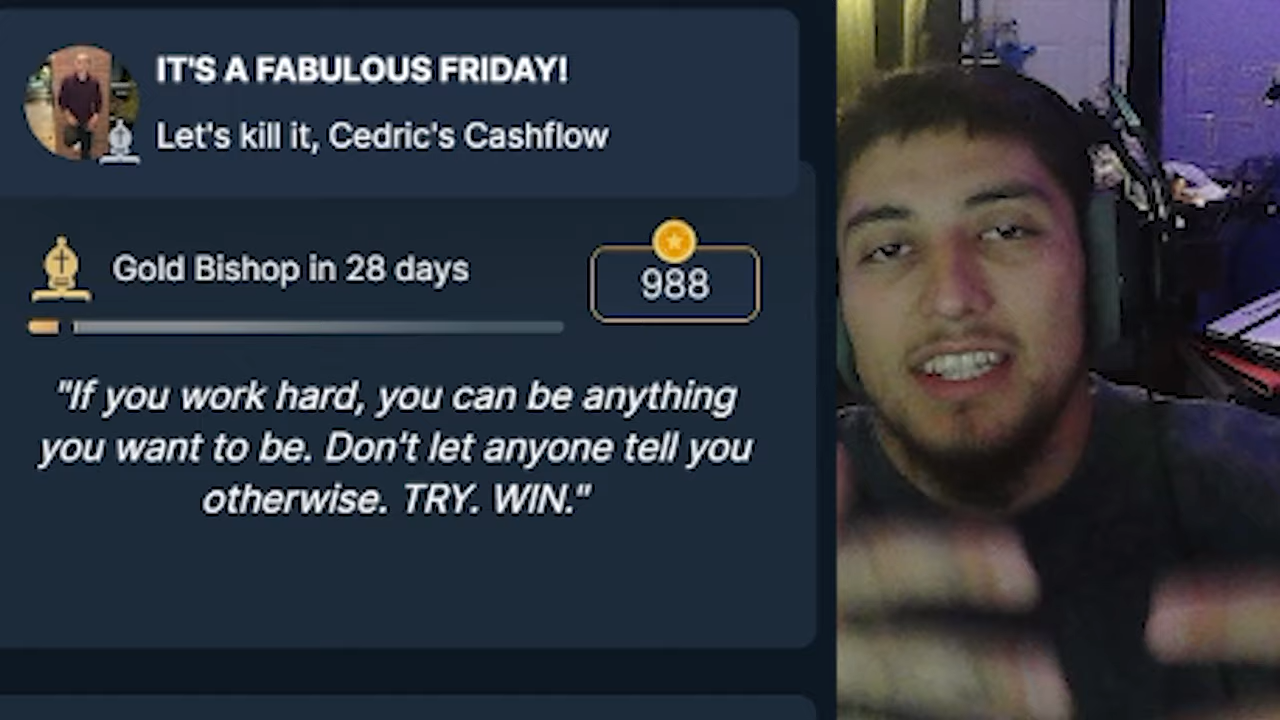 IT'S A FABULOUS FRIDAY!
Let's kill it, Cedric's Cashflow
Gold Bishop in 28 days
988
"If you work hard, you can be anything
you want to be. Don't let anyone tell you
otherwise. TRY. WIN."